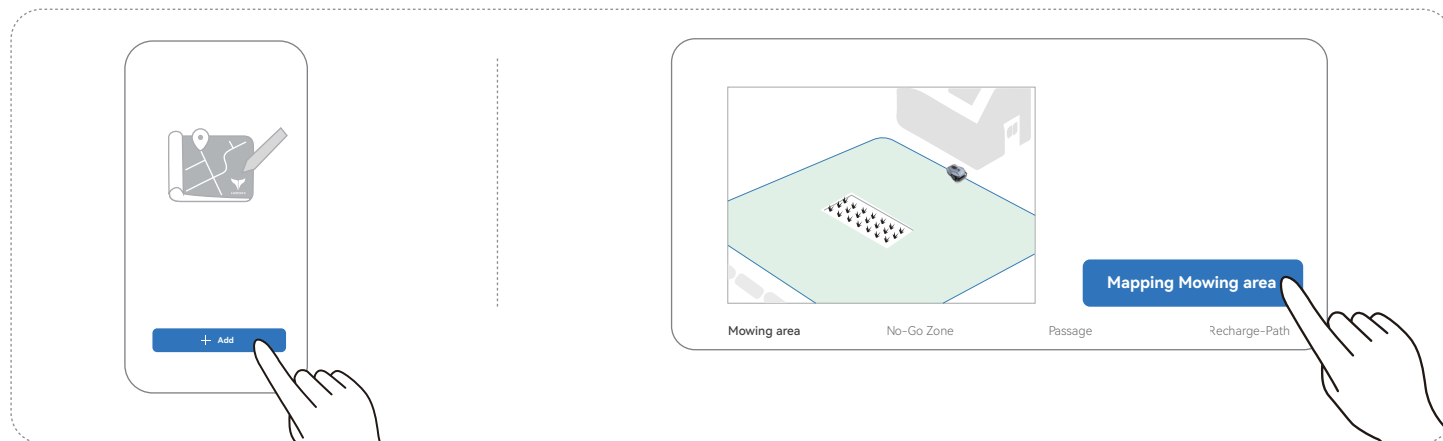 Add
Mapping Mowing area
Mowing area
No-Go Zone
Passage
Recharge-Path